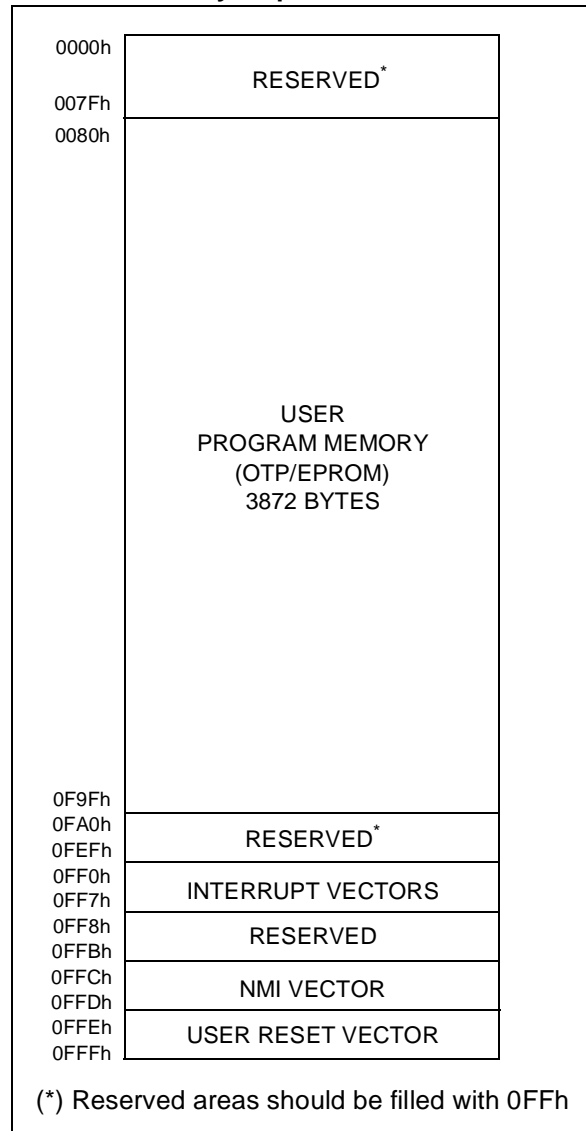 0000h
RESERVED*
007Fh
0080h
USER
PROGRAM MEMORY
(OTP/EPROM)
3872 BYTES
0F9Fh
0FA0h
RESERVED*
0FEFh
0FF0h
INTERRUPT VECTORS
0FF7h
0FF8h
RESERVED
0FFBh
0FFCh
NMI VECTOR
0FFDh
0FFEh
USER RESET VECTOR
0FFFh
(*) Reserved areas should be filled with 0FFh